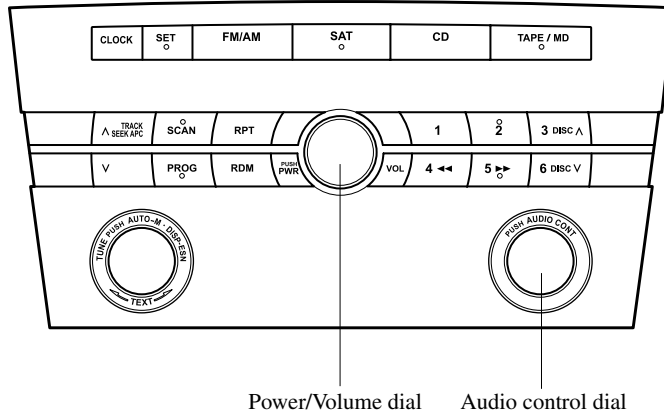 CLOCK SET FM/AM SAT CD TAPE / MD
∧ TRACK SEEK APC SCAN RPT 1 2 3 DISC ∧
∨ PROG RDM PUSH PWR VOL 4 ◄◄ 5 ►► 6 DISC ∨
TUNE PUSH AUTO-M · DISP-ESN
TEXT
PUSH AUDIO CONT
Power/Volume dial Audio control dial